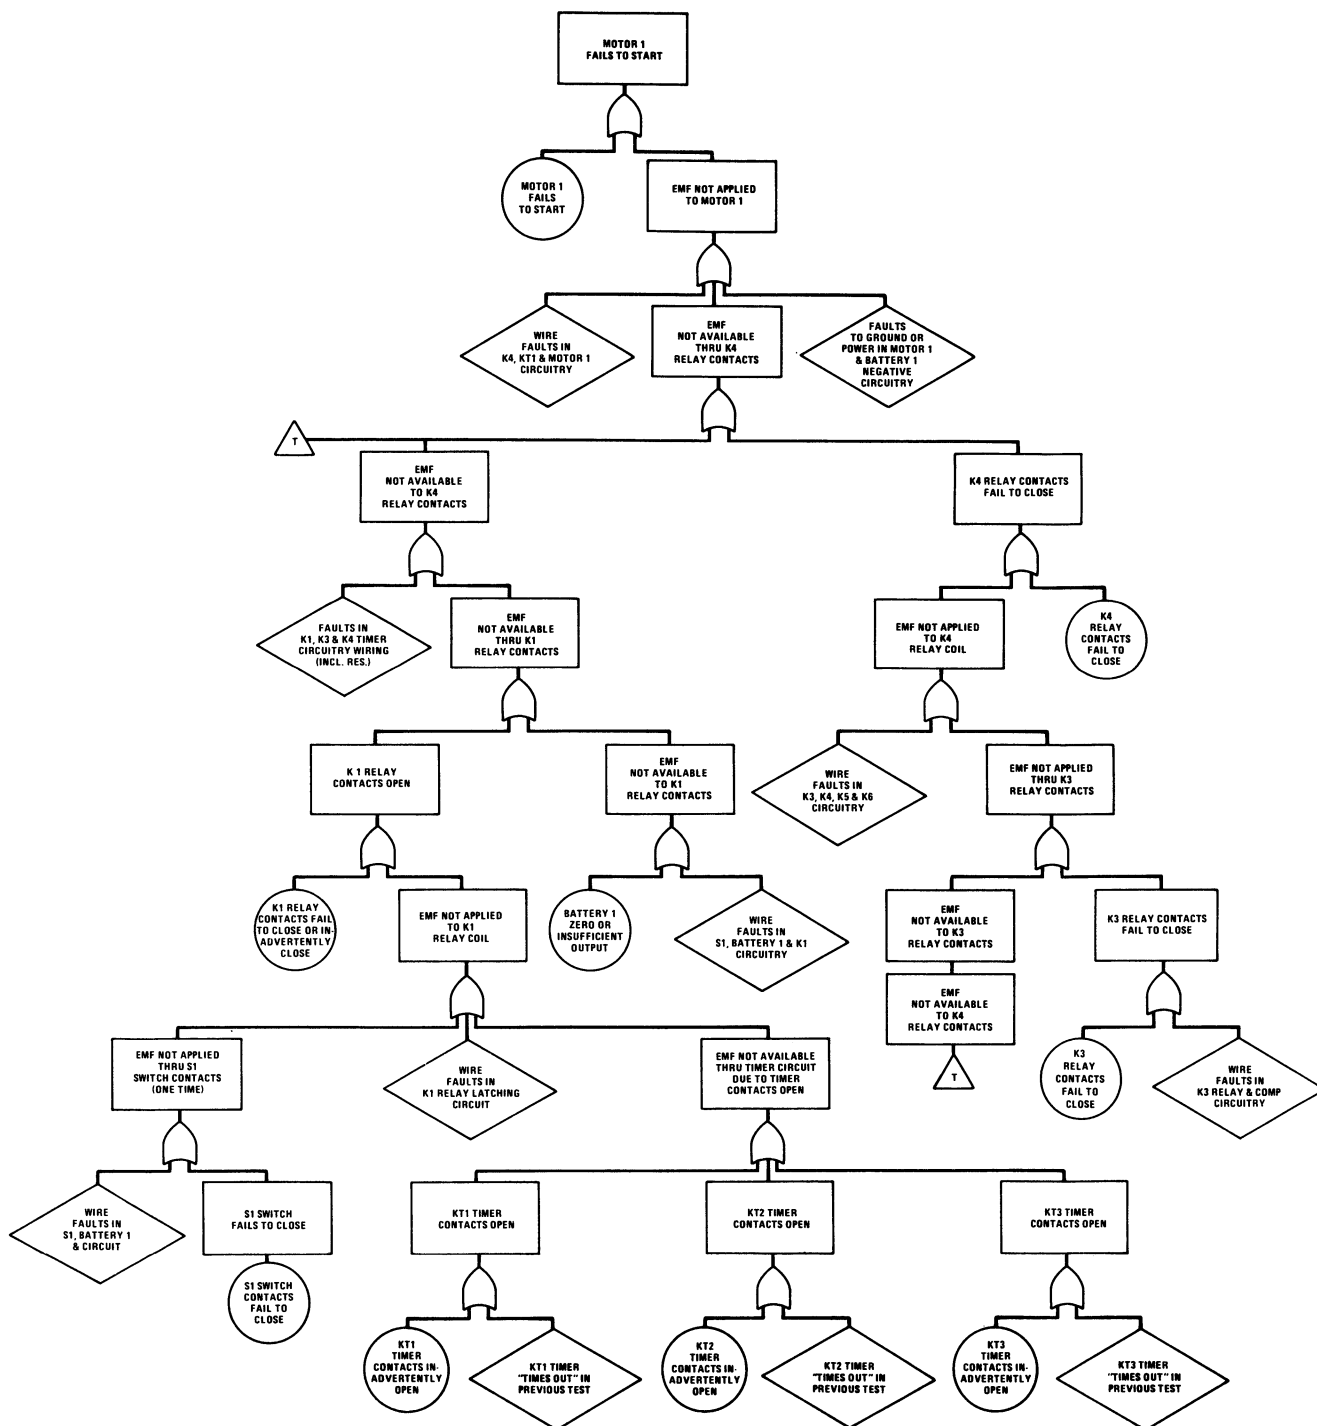 MOTOR 1
FAILS TO START
MOTOR 1
FAILS
TO START
EMF NOT APPLIED
TO MOTOR 1
WIRE
FAULTS IN
K4, KT1 & MOTOR 1
CIRCUITRY
EMF
NOT AVAILABLE
THRU K4
RELAY CONTACTS
FAULTS
TO GROUND OR
POWER IN MOTOR 1
& BATTERY 1
NEGATIVE
CIRCUITRY
T
EMF
NOT AVAILABLE
TO K4
RELAY CONTACTS
K4 RELAY CONTACTS
FAIL TO CLOSE
FAULTS IN
K1, K3 & K4 TIMER
CIRCUITRY WIRING
(INCL. RES.)
EMF
NOT AVAILABLE
THRU K1
RELAY CONTACTS
EMF NOT APPLIED
TO K4
RELAY COIL
K4
RELAY
CONTACTS
FAIL TO
CLOSE
K 1 RELAY
CONTACTS OPEN
EMF
NOT AVAILABLE
TO K1
RELAY CONTACTS
WIRE
FAULTS IN
K3, K4, K5 & K6
CIRCUITRY
EMF NOT APPLIED
THRU K3
RELAY CONTACTS
K1 RELAY
CONTACTS FAIL
TO CLOSE OR IN-
ADVERTENTLY
CLOSE
EMF NOT APPLIED
TO K1
RELAY COIL
BATTERY 1
ZERO OR
INSUFFICIENT
OUTPUT
WIRE
FAULTS IN
S1, BATTERY 1 & K1
CIRCUITRY
EMF
NOT AVAILABLE
TO K3
RELAY CONTACTS
K3 RELAY CONTACTS
FAIL TO CLOSE
EMF
NOT AVAILABLE
TO K4
RELAY CONTACTS
EMF NOT APPLIED
THRU S1
SWITCH CONTACTS
(ONE TIME)
WIRE
FAULTS IN
K1 RELAY LATCHING
CIRCUIT
EMF NOT AVAILABLE
THRU TIMER CIRCUIT
DUE TO TIMER
CONTACTS OPEN
T
K3
RELAY
CONTACTS
FAIL TO
CLOSE
WIRE
FAULTS IN
K3 RELAY & COMP
CIRCUITRY
WIRE
FAULTS IN
S1, BATTERY 1
& CIRCUIT
S1 SWITCH
FAILS TO CLOSE
KT1 TIMER
CONTACTS OPEN
KT2 TIMER
CONTACTS OPEN
KT3 TIMER
CONTACTS OPEN
S1 SWITCH
CONTACTS
FAIL TO
CLOSE
KT1
TIMER
CONTACTS IN-
ADVERTENTLY
OPEN
KT1 TIMER
"TIMES OUT" IN
PREVIOUS TEST
KT2
TIMER
CONTACTS IN-
ADVERTENTLY
OPEN
KT2 TIMER
"TIMES OUT" IN
PREVIOUS TEST
KT3
TIMER
CONTACTS IN-
ADVERTENTLY
OPEN
KT3 TIMER
"TIMES OUT" IN
PREVIOUS TEST